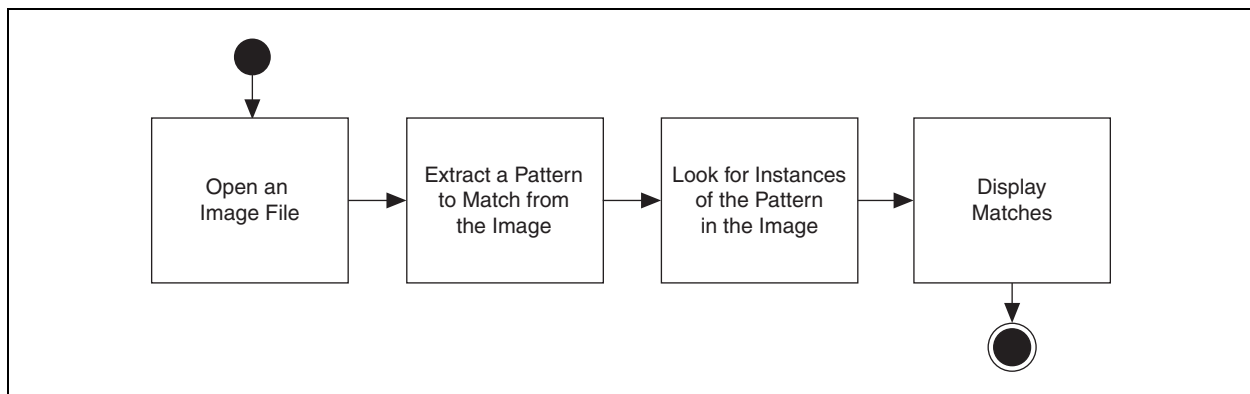 Open an
Image File
Extract a Pattern
to Match from
the Image
Look for Instances
of the Pattern
in the Image
Display
Matches